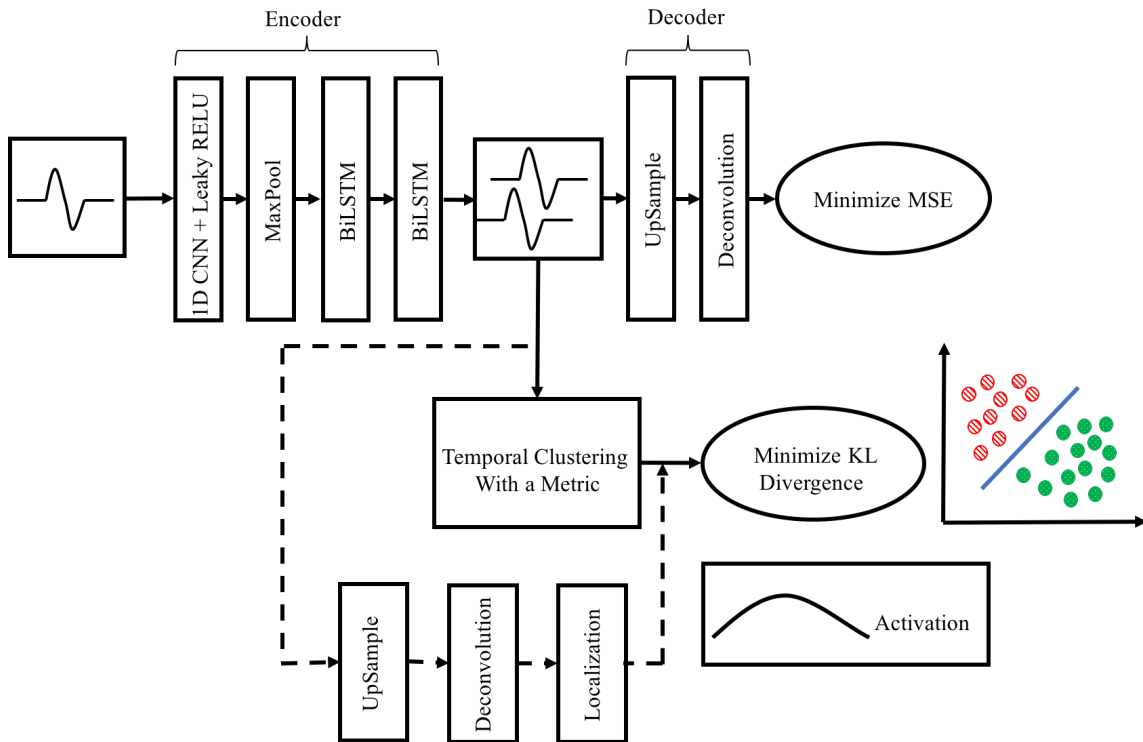 Encoder
Decoder
1D CNN + Leaky RELU
MaxPool
BiLSTM
BiLSTM
UpSample
Deconvolution
Minimize MSE
Temporal Clustering
With a Metric
Minimize KL
Divergence
UpSample
Deconvolution
Localization
Activation